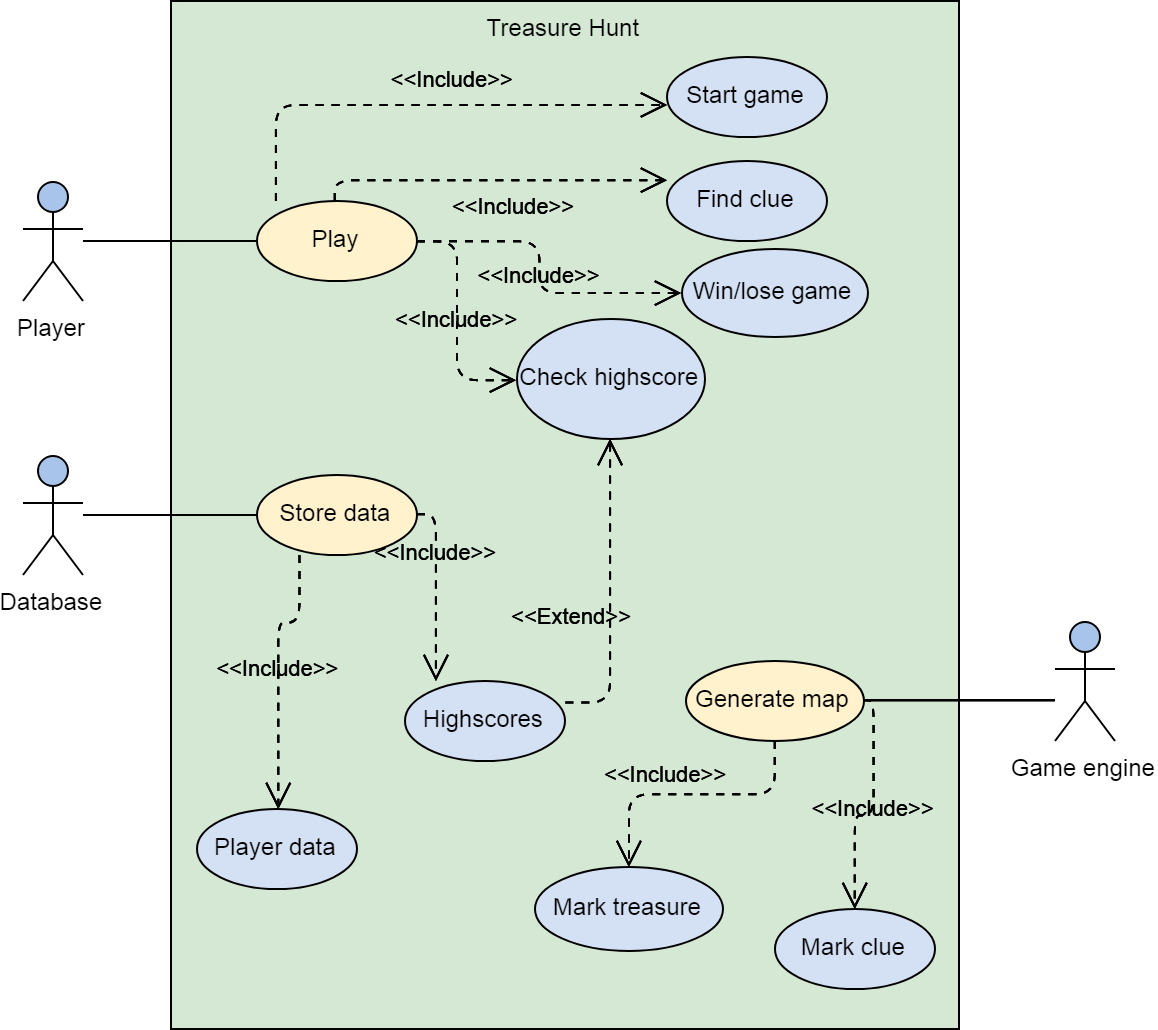 Treasure Hunt
<<Include>>
Start game
Find clue
<<Include>>
Play
<<Include>>
Win/lose game
<<Include>>
Player
Check highscore
Store data
<<Include>>
Database
<<Extend>>
<<Include>>
Generate map
Highscores
Game engine
<<Include>>
<<Include>>
Player data
Mark treasure
Mark clue